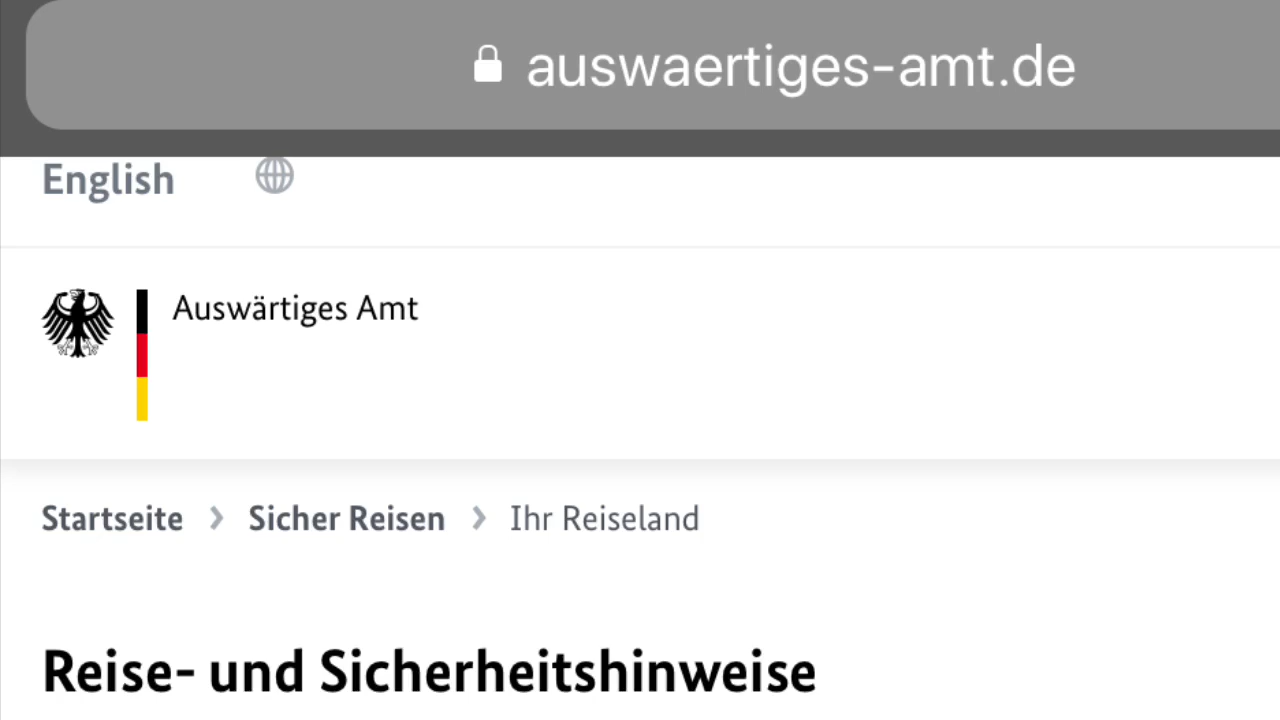 auswaertiges-amt.de
English
Auswärtiges Amt
Startseite > Sicher Reisen > Ihr Reiseland
Reise- und Sicherheitshinweise